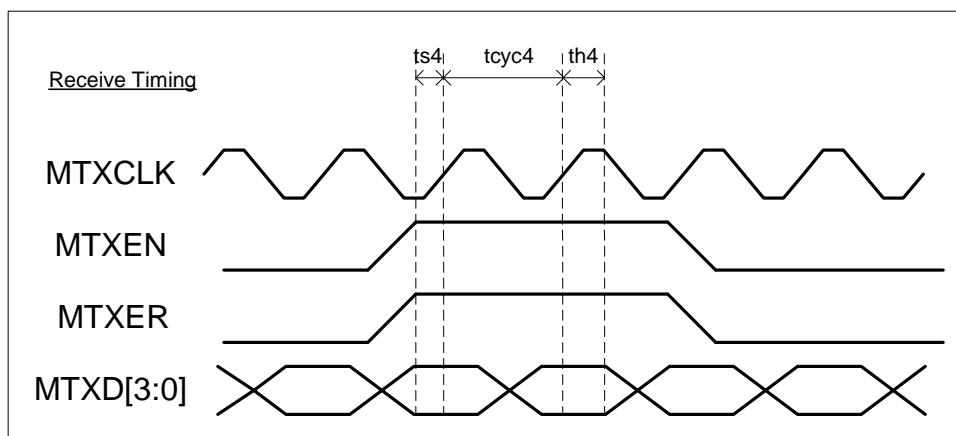 ts4 tcyc4 th4
Receive Timing
MTXCLK
MTXEN
MTXER
MTXD[3:0]